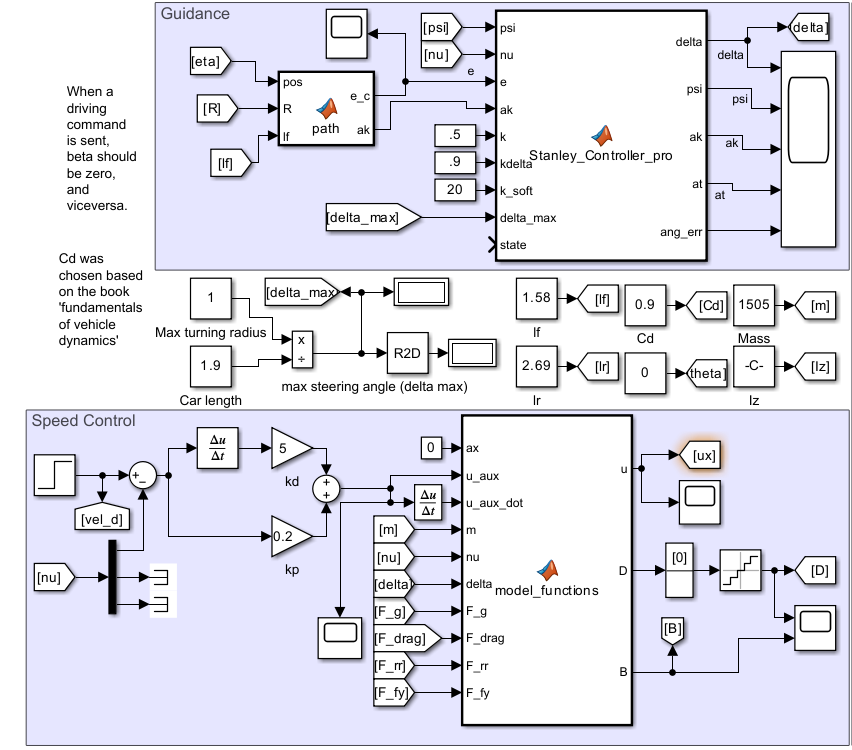 Guidance
When a
driving
command
is sent,
beta should
be zero,
and
viceversa.
[eta]
[R]
[lf]
pos
R
lf
e_c
ak
path
[psi]
[nu]
e
.5
.9
20
[delta_max]
psi
nu
e
ak
k
kdelta
k_soft
delta_max
state
Stanley_Controller_pro
delta
psi
ak
at
ang_err
delta
psi
ak
at
[delta]
Cd was
chosen based
on the book
'fundamentals
of vehicle
dynamics'
1
Max turning radius
1.9
Car length
x
÷
[delta_max]
R2D
max steering angle (delta max)
1.58
[lf]
lf
0.9
[Cd]
Cd
1505
[m]
Mass
2.69
[lr]
lr
0
[theta]
-C-
[Iz]
Iz
Speed Control
[vel_d]
[nu]
+
−
Δu
Δt
5
kd
0.2
kp
+
+
0
Δu
Δt
[m]
[nu]
[delta]
[F_g]
[F_drag]
[F_rr]
[F_fy]
ax
u_aux
u_aux_dot
m
nu
delta
F_g
F_drag
F_rr
F_fy
model_functions
u
D
B
[ux]
[0]
[D]
[B]